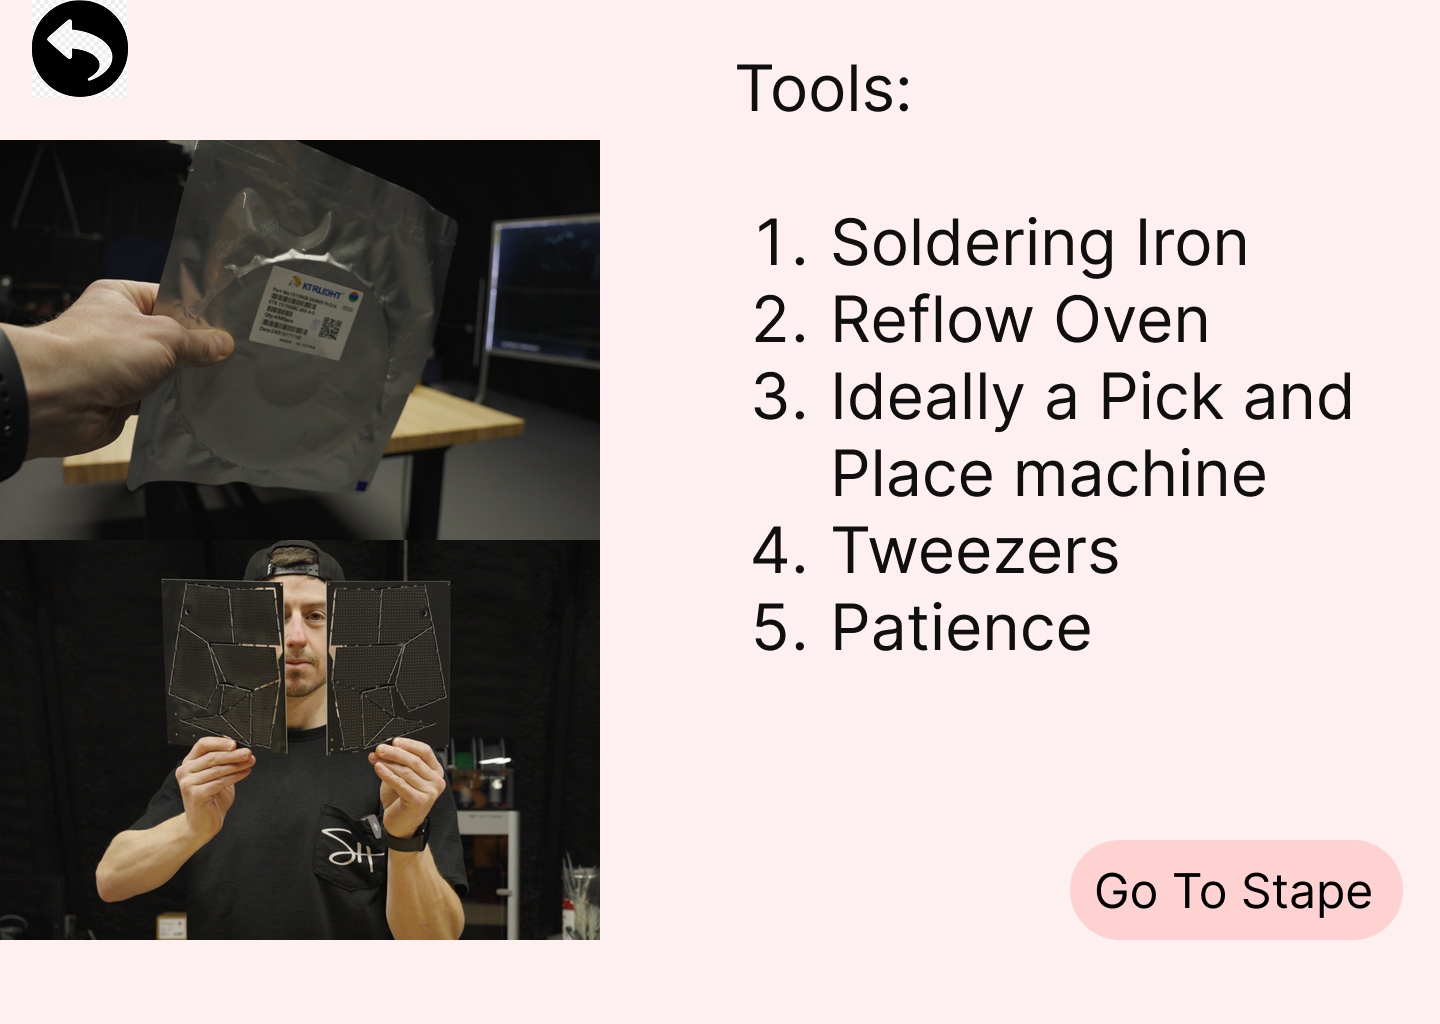 Tools:
KTRLIGHT
1. Soldering Iron
2. Reflow Oven
3. Ideally a Pick and
Place machine
4. Tweezers
5. Patience
SH
Go To Stape